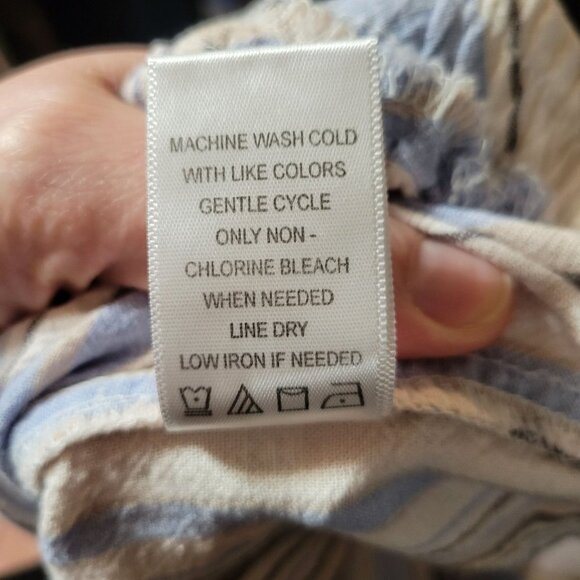 MACHINE WASH COLD
WITH LIKE COLORS
GENTLE CYCLE
ONLY NON -
CHLORINE BLEACH
WHEN NEEDED
LINE DRY
LOW IRON IF NEEDED